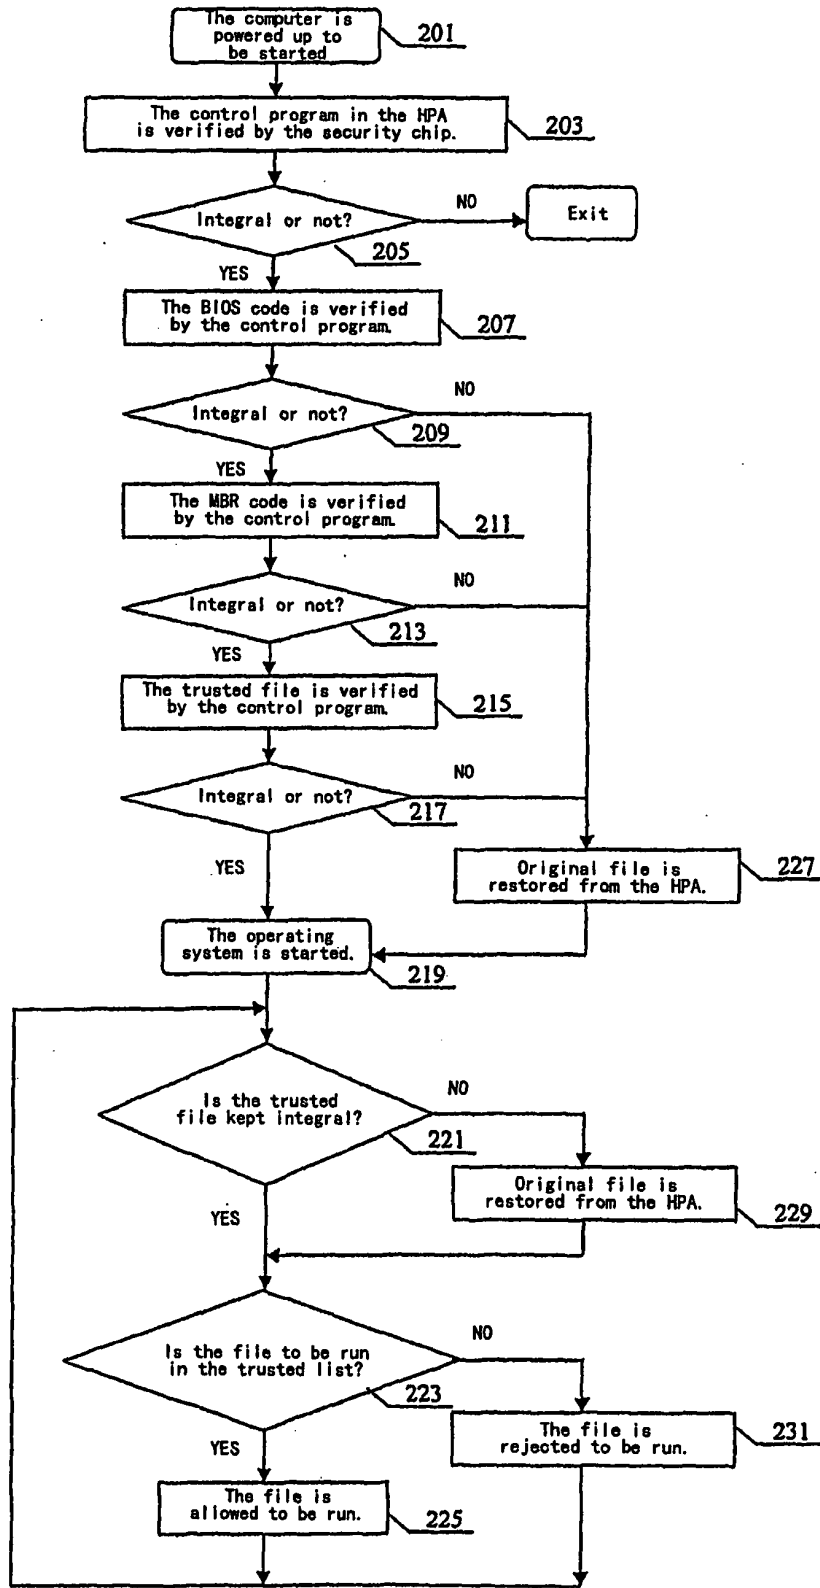 The computer is
powered up to
be started
201
The control program in the HPA
is verified by the security chip.
203
Integral or not?
NO
Exit
205
YES
The BIOS code is verified
by the control program.
207
NO
Integral or not?
209
YES
The MBR code is verified
by the control program.
211
NO
Integral or not?
213
YES
The trusted file is verified
by the control program.
215
NO
Integral or not?
217
YES
Original file is
restored from the HPA.
227
The operating
system is started.
219
Is the trusted
file kept integral?
NO
221
Original file is
restored from the HPA.
229
YES
Is the file to be run
in the trusted list?
NO
223
The file is
rejected to be run.
231
YES
The file is
allowed to be run.
225